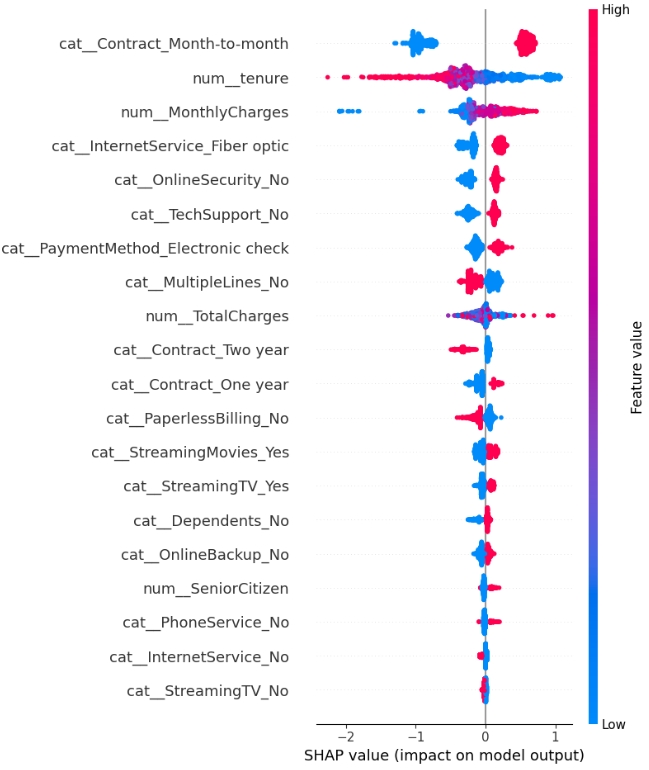 High
cat__Contract_Month-to-month
num__tenure
num__MonthlyCharges
cat__InternetService_Fiber optic
cat__OnlineSecurity_No
cat__TechSupport_No
cat__PaymentMethod_Electronic check
cat__MultipleLines_No
num__TotalCharges
cat__Contract_Two year
cat__Contract_One year
cat__PaperlessBilling_No
cat__StreamingMovies_Yes
cat__StreamingTV_Yes
cat__Dependents_No
cat__OnlineBackup_No
num__SeniorCitizen
cat__PhoneService_No
cat__InternetService_No
cat__StreamingTV_No
Feature value
Low
−2 −1 0 1
SHAP value (impact on model output)